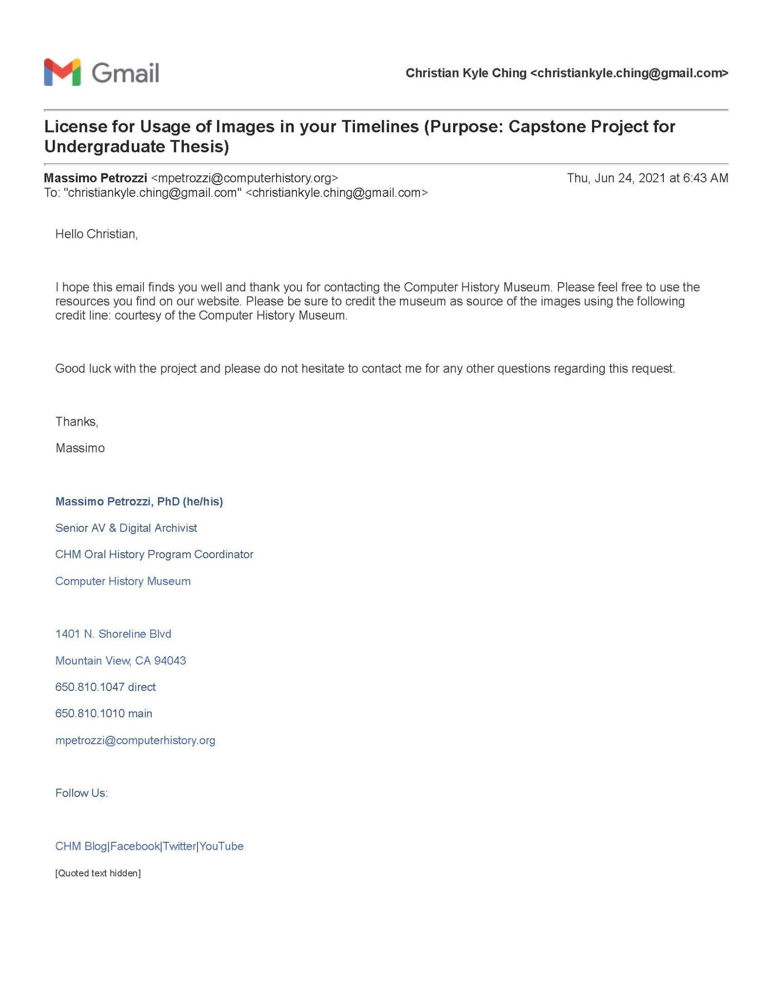 Gmail
Christian Kyle Ching <christiankyle.ching@gmail.com>
License for Usage of Images in your Timelines (Purpose: Capstone Project for
Undergraduate Thesis)
Massimo Petrozzi <mpetrozzi@computerhistory.org>
Thu, Jun 24, 2021 at 6:43 AM
To: "christiankyle.ching@gmail.com" <christiankyle.ching@gmail.com>
Hello Christian,
I hope this email finds you well and thank you for contacting the Computer History Museum. Please feel free to use the
resources you find on our website. Please be sure to credit the museum as source of the images using the following
credit line: courtesy of the Computer History Museum.
Good luck with the project and please do not hesitate to contact me for any other questions regarding this request.
Thanks,
Massimo
Massimo Petrozzi, PhD (he/his)
Senior AV & Digital Archivist
CHM Oral History Program Coordinator
Computer History Museum
1401 N. Shoreline Blvd
Mountain View, CA 94043
650.810.1047 direct
650.810.1010 main
mpetrozzi@computerhistory.org
Follow Us:
CHM Blog|Facebook|Twitter|YouTube
[Quoted text hidden]